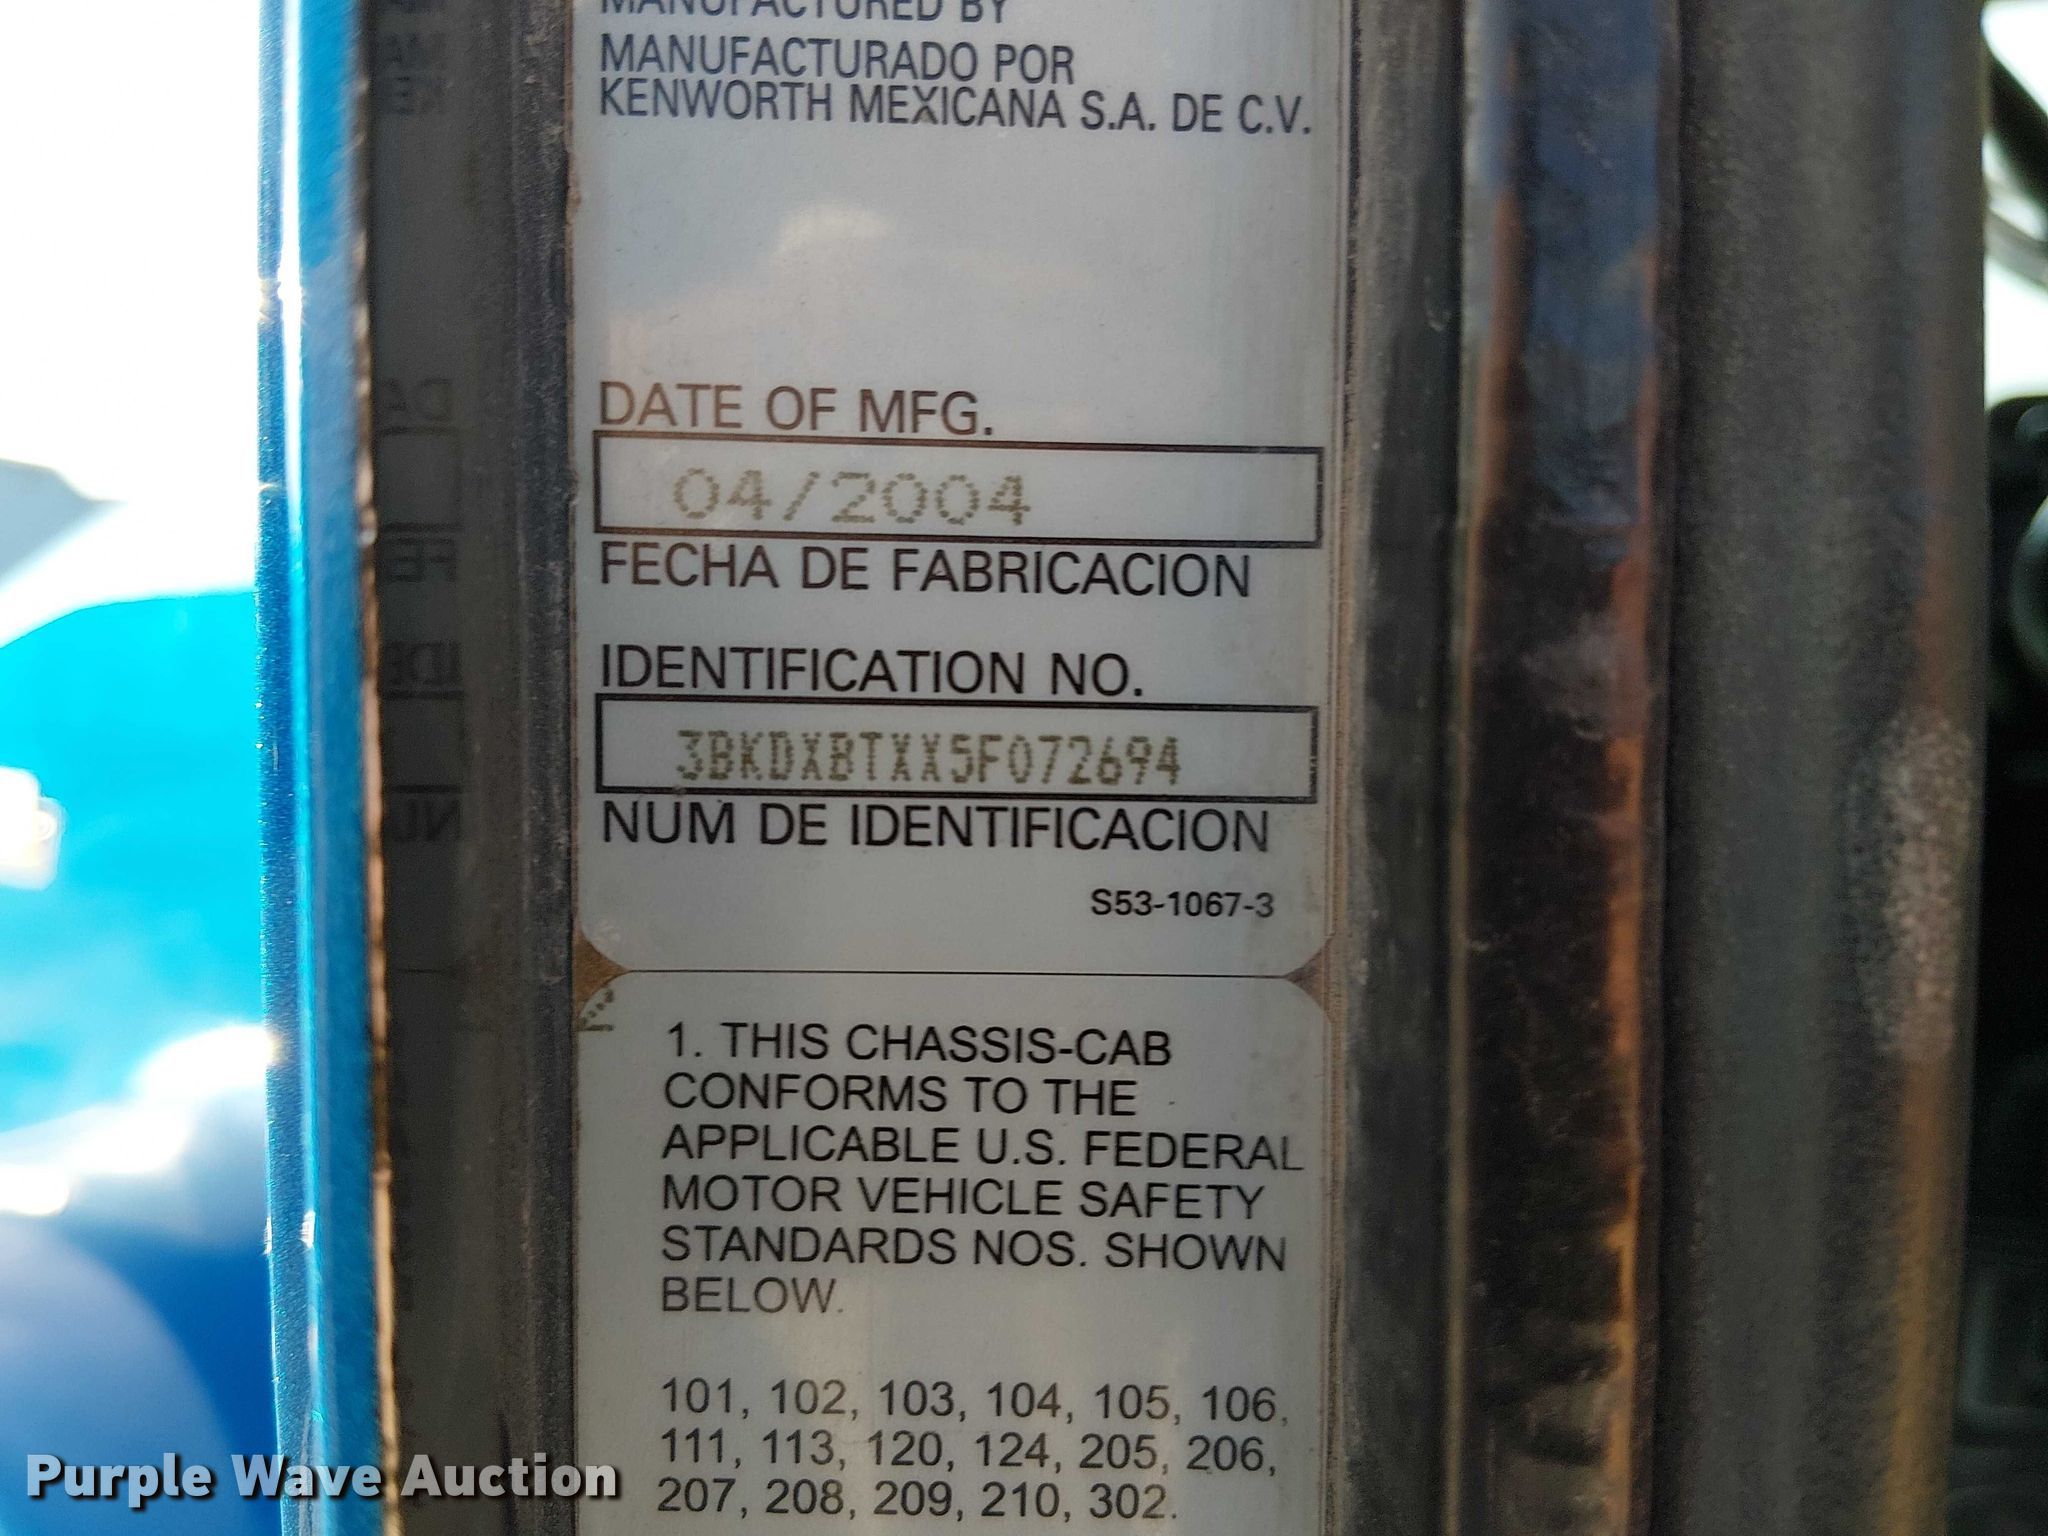 MANUFACTURED BY
MANUFACTURADO POR
KENWORTH MEXICANA S.A. DE C.V.
DATE OF MFG.
04/2004
FECHA DE FABRICACION
IDENTIFICATION NO.
3BKDXBTXX5F072694
NUM DE IDENTIFICACION
S53-1067-3
1. THIS CHASSIS-CAB
CONFORMS TO THE
APPLICABLE U.S. FEDERAL
MOTOR VEHICLE SAFETY
STANDARDS NOS. SHOWN
BELOW.
101, 102, 103, 104, 105, 106,
111, 113, 120, 124, 205, 206,
207, 208, 209, 210, 302.
Purple Wave Auction